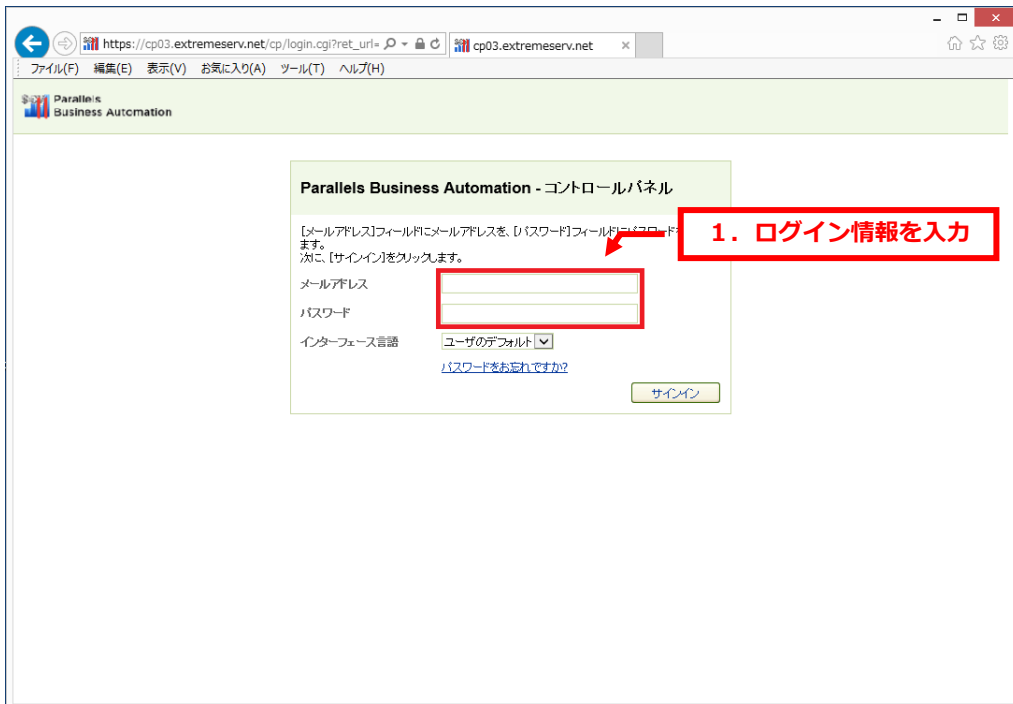 https://cp03.extremeserv.net/cp/login.cgi?ret_url=
cp03.extremeserv.net
ファイル(F) 編集(E) 表示(V) お気に入り(A) ツール(T) ヘルプ(H)
Parallels
Business Automation
Parallels Business Automation - コントロールパネル
[メールアドレス]フィールドにメールアドレスを、[パスワード]フィールドにパスワードを
ます。
次に、[サインイン]をクリックします。
1．ログイン情報を入力
メールアドレス
パスワード
インターフェース言語 ユーザのデフォルト
パスワードをお忘れですか?
サインイン